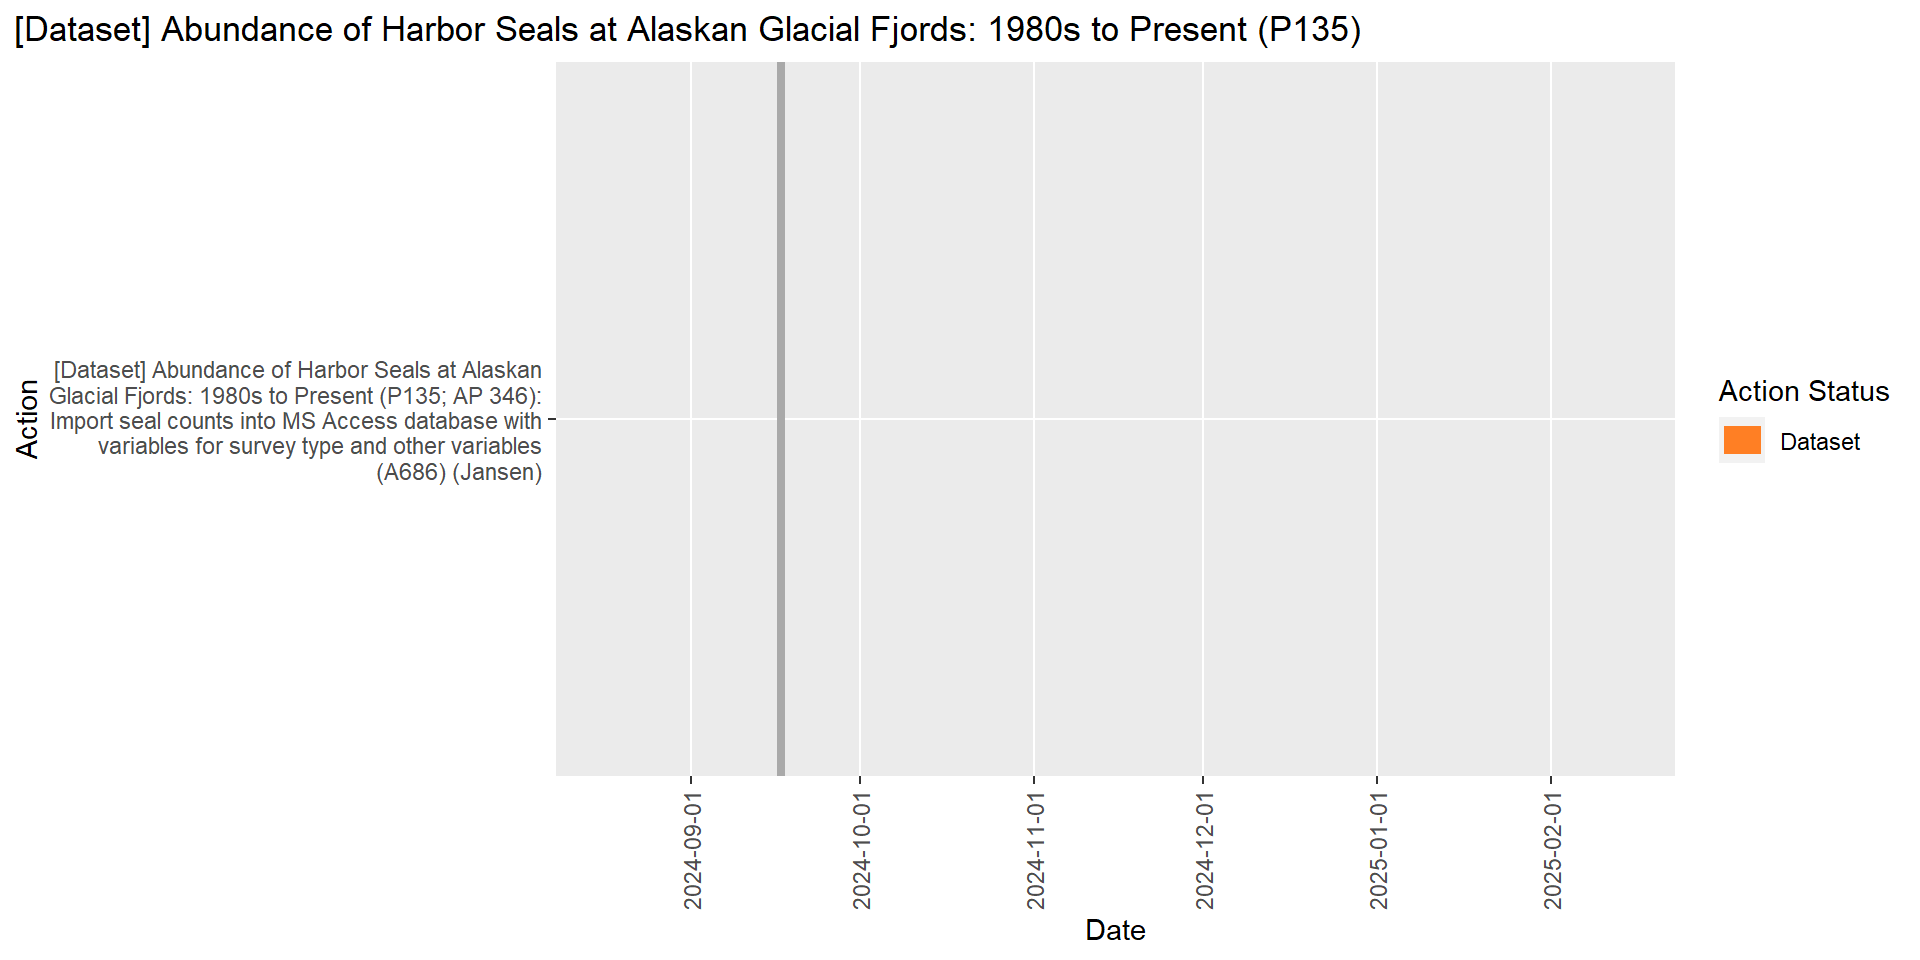 [Dataset] Abundance of Harbor Seals at Alaskan Glacial Fjords: 1980s to Present (P135)
Action
[Dataset] Abundance of Harbor Seals at Alaskan
Glacial Fjords: 1980s to Present (P135; AP 346):
Import seal counts into MS Access database with
variables for survey type and other variables
(A686) (Jansen)
Action Status
Dataset
2024-09-01
2024-10-01
2024-11-01
2024-12-01
2025-01-01
2025-02-01
Date